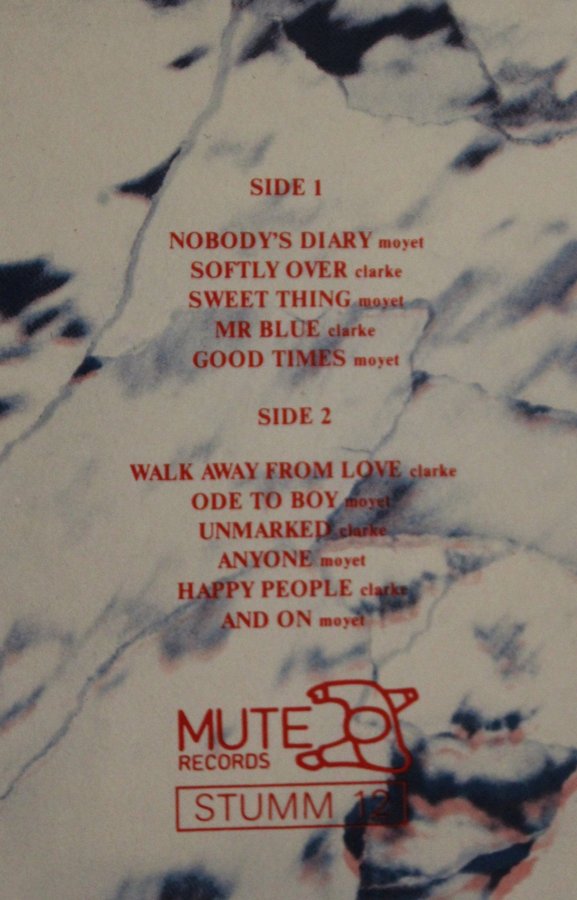 SIDE 1
NOBODY'S DIARY moyet
SOFTLY OVER clarke
SWEET THING moyet
MR BLUE clarke
GOOD TIMES moyet
SIDE 2
WALK AWAY FROM LOVE clarke
ODE TO BOY moyet
UNMARKED clarke
ANYONE moyet
HAPPY PEOPLE clarke
AND ON moyet
MUTE
RECORDS
STUMM 12